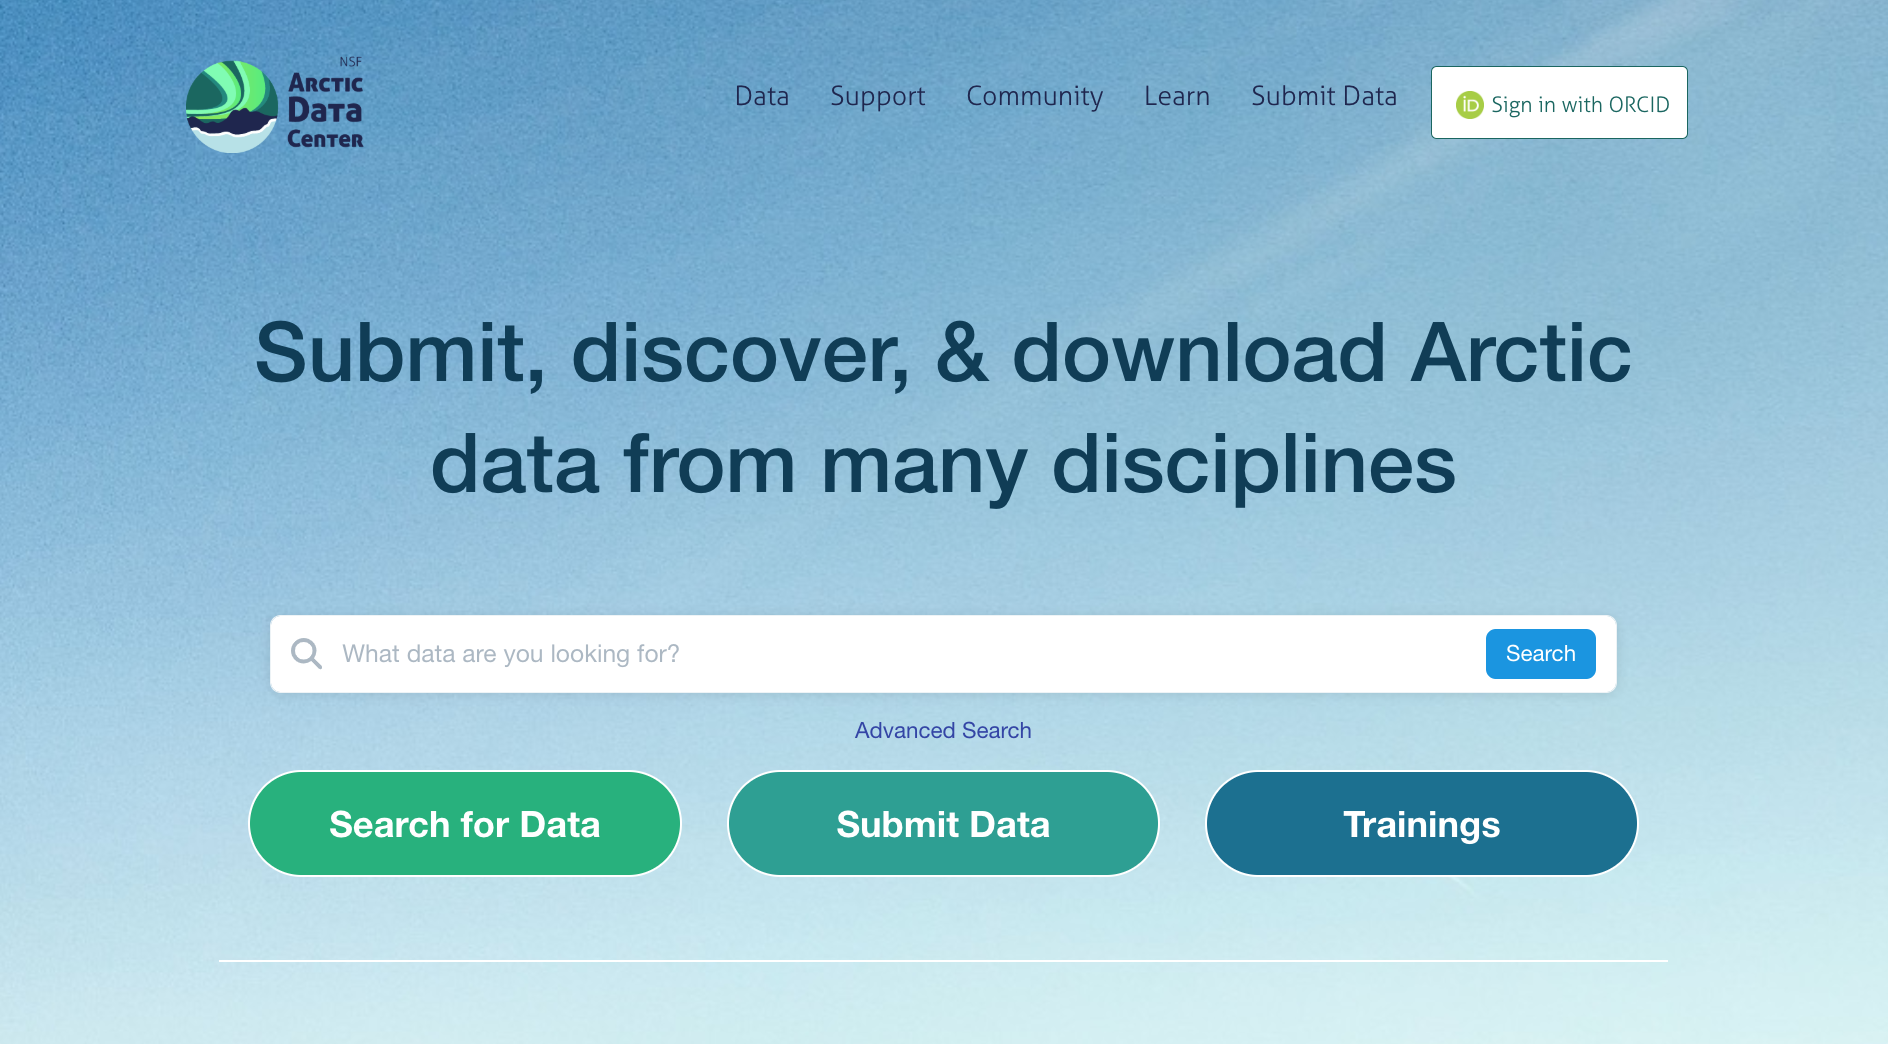 NSF
Arctic
Data
Center
Data
Support
Community
Learn
Submit Data
iD Sign in with ORCID
Submit, discover, & download Arctic
data from many disciplines
What data are you looking for?
Search
Advanced Search
Search for Data
Submit Data
Trainings